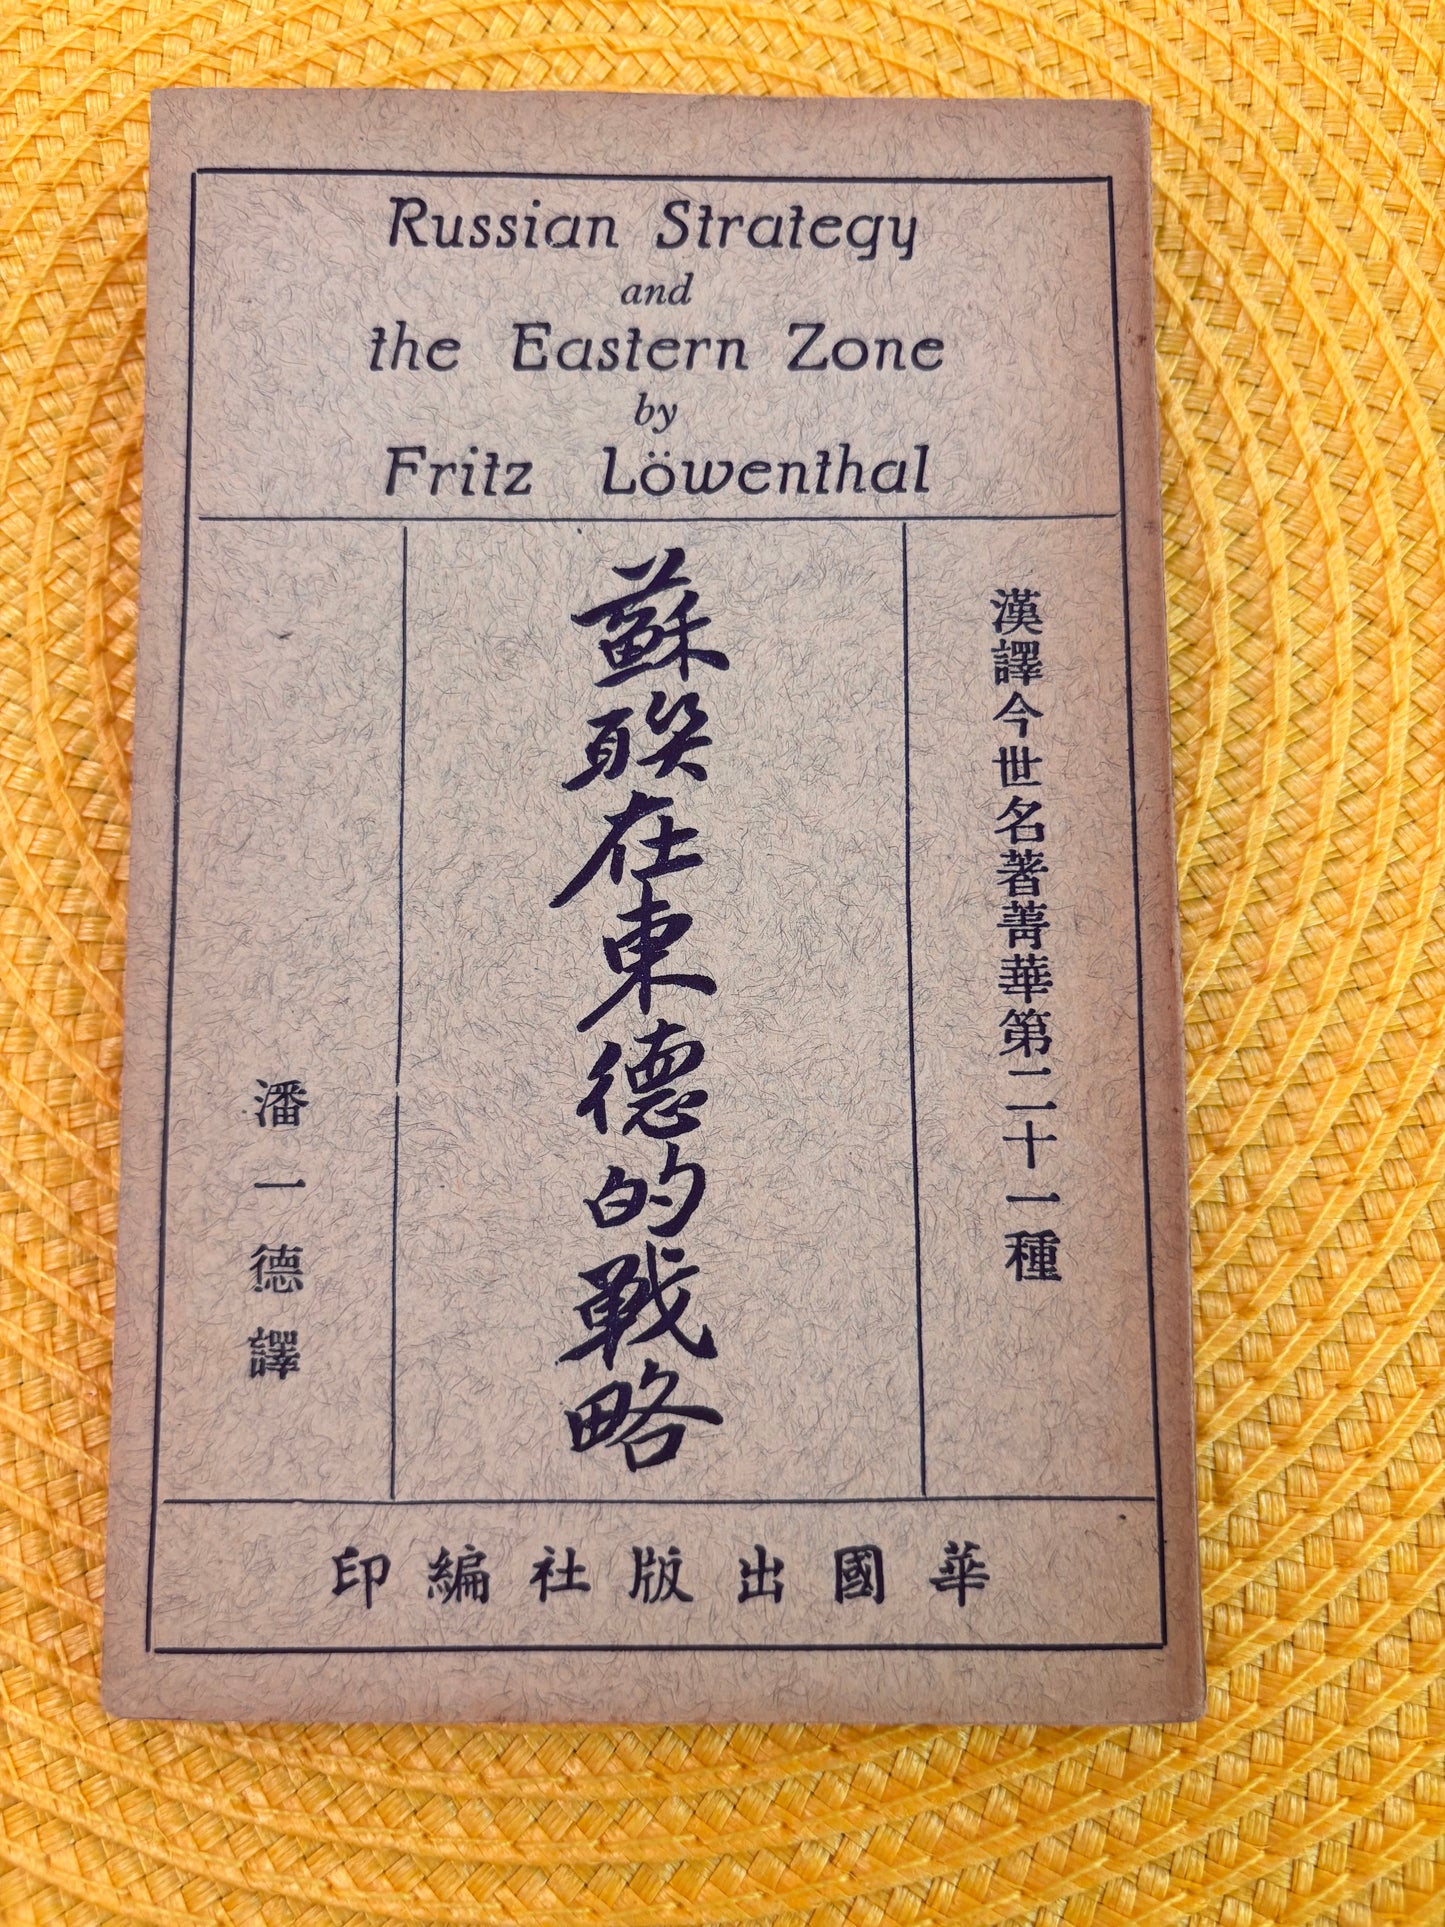 Russian Strategy
and
the Eastern Zone
by
Fritz Löwenthal
漢譯今世名著菁華第二十一種
蘇联在東德的戰略
潘一德譯
華國出版社編印